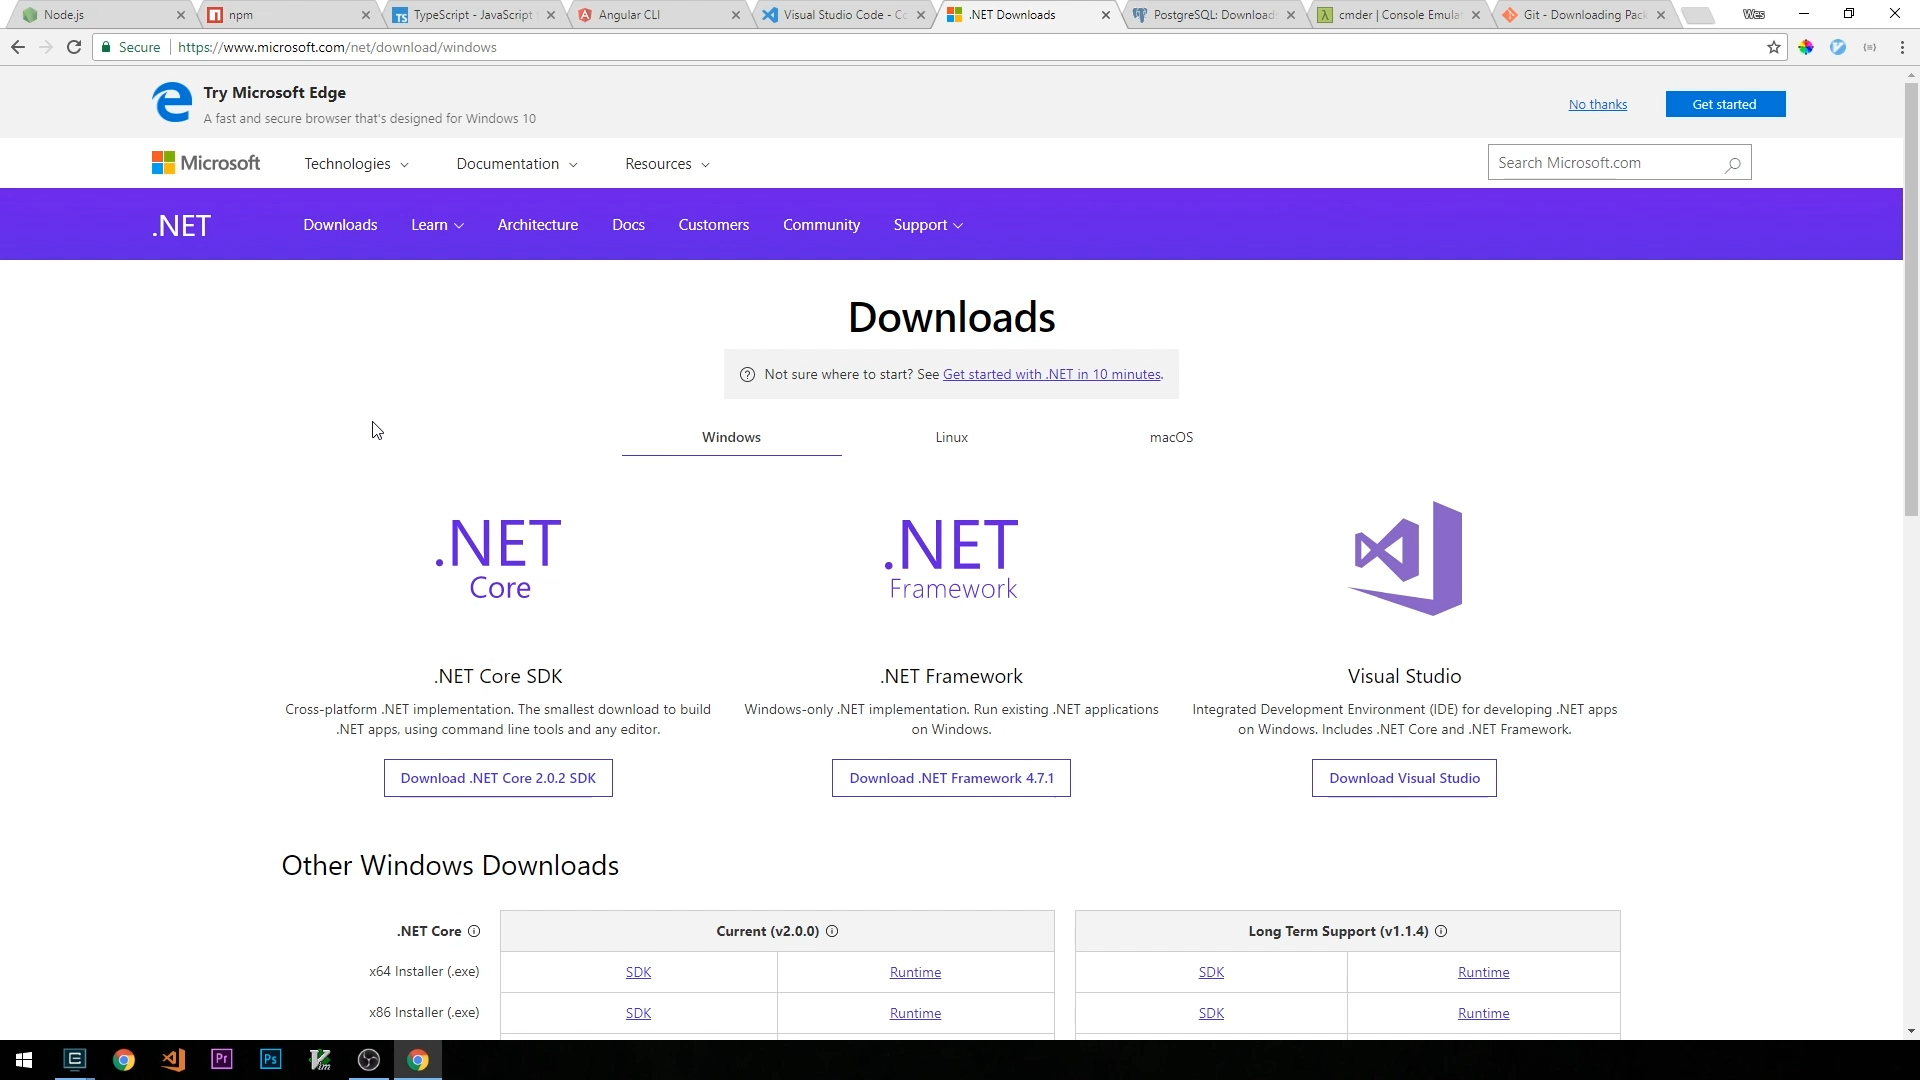 Node.js
npm
TypeScript - JavaScript
Angular CLI
Visual Studio Code - Co
.NET Downloads
PostgreSQL: Downloads
cmder | Console Emulat
Git - Downloading Pack
Wes
Secure
https://www.microsoft.com/net/download/windows
Try Microsoft Edge
A fast and secure browser that's designed for Windows 10
No thanks
Get started
Microsoft
Technologies
Documentation
Resources
Search Microsoft.com
.NET
Downloads
Learn
Architecture
Docs
Customers
Community
Support
Downloads
Not sure where to start? See Get started with .NET in 10 minutes.
Windows
Linux
macOS
.NET
Core
.NET
Framework
.NET Core SDK
Cross-platform .NET implementation. The smallest download to build
.NET apps, using command line tools and any editor.
Download .NET Core 2.0.2 SDK
.NET Framework
Windows-only .NET implementation. Run existing .NET applications
on Windows.
Download .NET Framework 4.7.1
Visual Studio
Integrated Development Environment (IDE) for developing .NET apps
on Windows. Includes .NET Core and .NET Framework.
Download Visual Studio
Other Windows Downloads
.NET Core
Current (v2.0.0)
Long Term Support (v1.1.4)
x64 Installer (.exe)
SDK
Runtime
SDK
Runtime
x86 Installer (.exe)
SDK
Runtime
SDK
Runtime
Pr
Ps
Vim